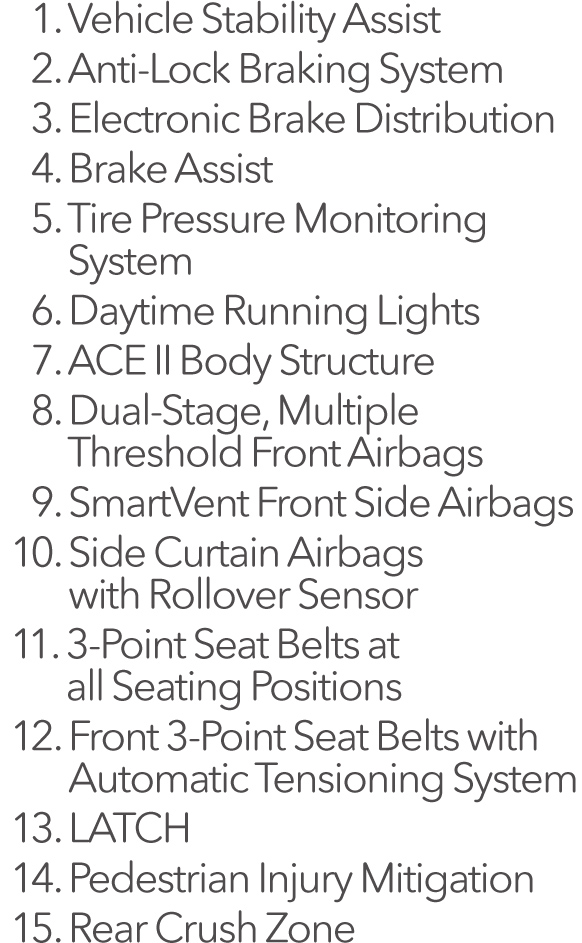 1. Vehicle Stability Assist
2. Anti-Lock Braking System
3. Electronic Brake Distribution
4. Brake Assist
5. Tire Pressure Monitoring
System
6. Daytime Running Lights
7. ACE II Body Structure
8. Dual-Stage, Multiple
Threshold Front Airbags
9. SmartVent Front Side Airbags
10. Side Curtain Airbags
with Rollover Sensor
11. 3-Point Seat Belts at
all Seating Positions
12. Front 3-Point Seat Belts with
Automatic Tensioning System
13. LATCH
14. Pedestrian Injury Mitigation
15. Rear Crush Zone